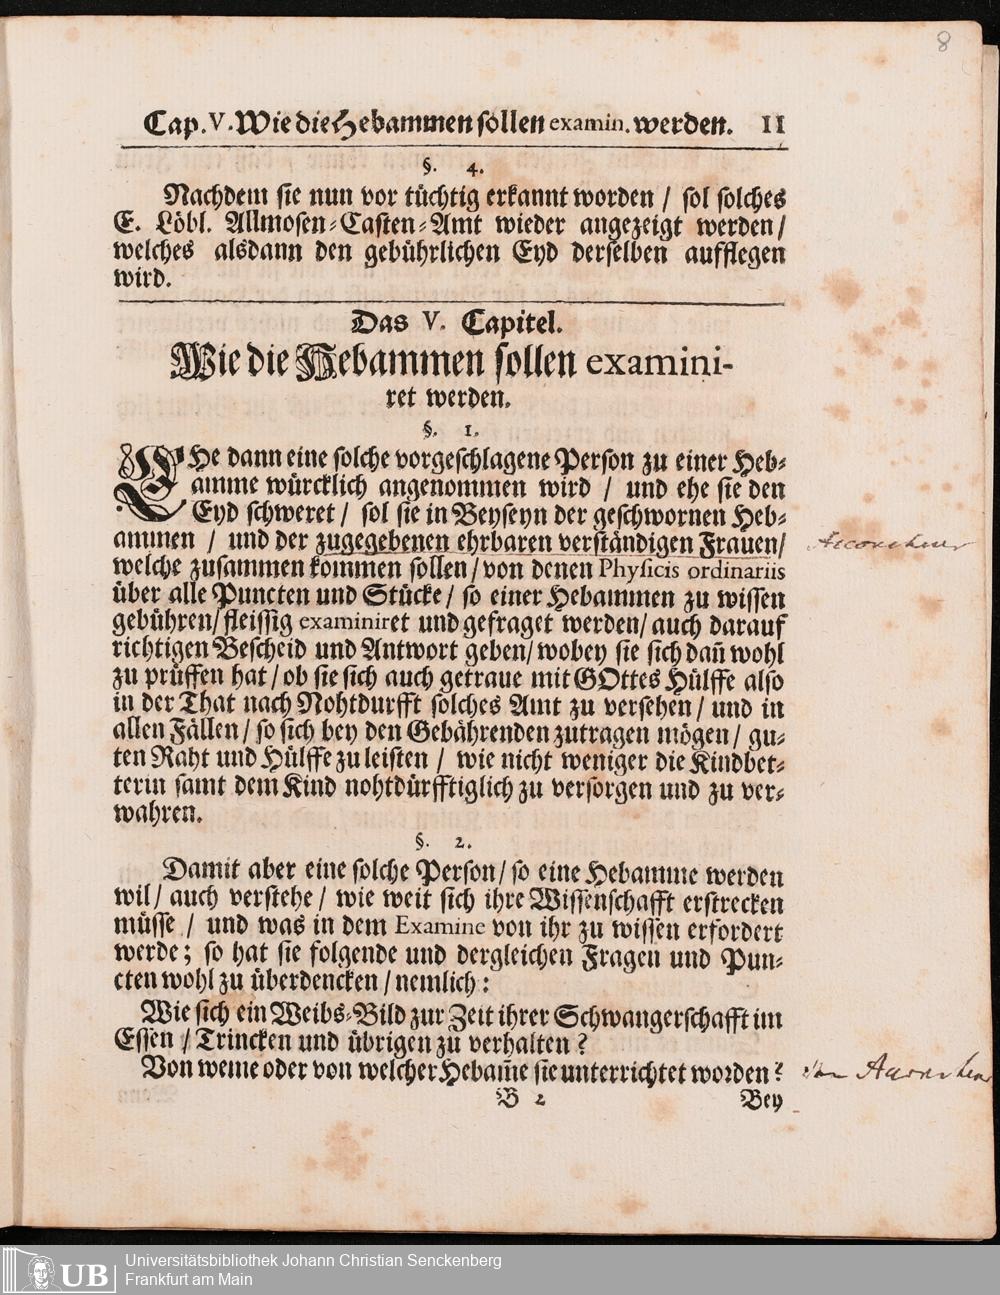 8
Cap. V. Wie die Hebammen sollen examin. werden. 11
§. 4.
Nachdem sie nun vor tüchtig erkannt worden / sol solches
E. Löbl. Allmosen-Casten-Amt wieder angezeigt werden /
welches alsdann den gebührlichen Eyd derselben aufflegen
wird.
Das V. Capitel.
Wie die Hebammen sollen examini-
ret werden.
§. 1.
EHe dann eine solche vorgeschlagene Person zu einer Heb-
amme würcklich angenommen wird / und ehe sie den
Eyd schweret / sol sie in Beyseyn der geschwornen Heb-
ammen / und der zugegebenen ehrbaren verständigen Frauen /
Accoucheur
welche zusammen kommen sollen / von denen Physicis ordinariis
über alle Puncten und Stücke / so einer Hebammen zu wissen
gebühren / fleissig examiniret und gefraget werden / auch darauf
richtigen Bescheid und Antwort geben / wobey sie sich dañ wohl
zu prüffen hat / ob sie sich auch getraue mit GOttes Hülffe also
in der That nach Nohtdurfft solches Amt zu versehen / und in
allen Fällen / so sich bey den Gebährenden zutragen mögen / gu-
ten Raht und Hülffe zu leisten / wie nicht weniger die Kindbet-
terin samt dem Kind nohtdürfftiglich zu versorgen und zu ver-
wahren.
§. 2.
Damit aber eine solche Person / so eine Hebamme werden
wil / auch verstehe / wie weit sich ihre Wissenschafft erstrecken
müsse / und was in dem Examine von ihr zu wissen erfordert
werde; so hat sie folgende und dergleichen Fragen und Pun-
cten wohl zu überdencken / nemlich:
Wie sich ein Weibs-Bild zur Zeit ihrer Schwangerschafft im
Essen / Trincken und übrigen zu verhalten?
Von weme oder von welcher Hebam̃e sie unterrichtet worden?
Accoucheur
B 2 Bey
UB Universitätsbibliothek Johann Christian Senckenberg
Frankfurt am Main